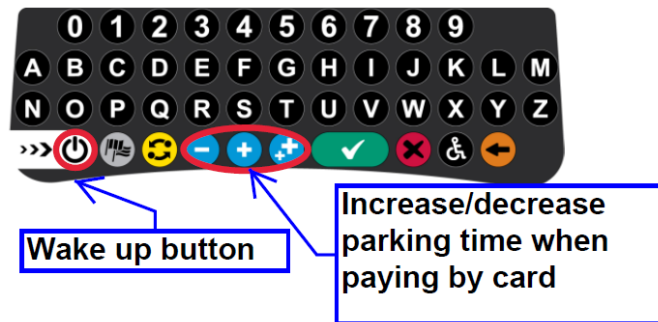 0 1 2 3 4 5 6 7 8 9
A B C D E F G H I J K L M
N O P Q R S T U V W X Y Z
>>> - + ++
Increase/decrease
parking time when
paying by card
Wake up button